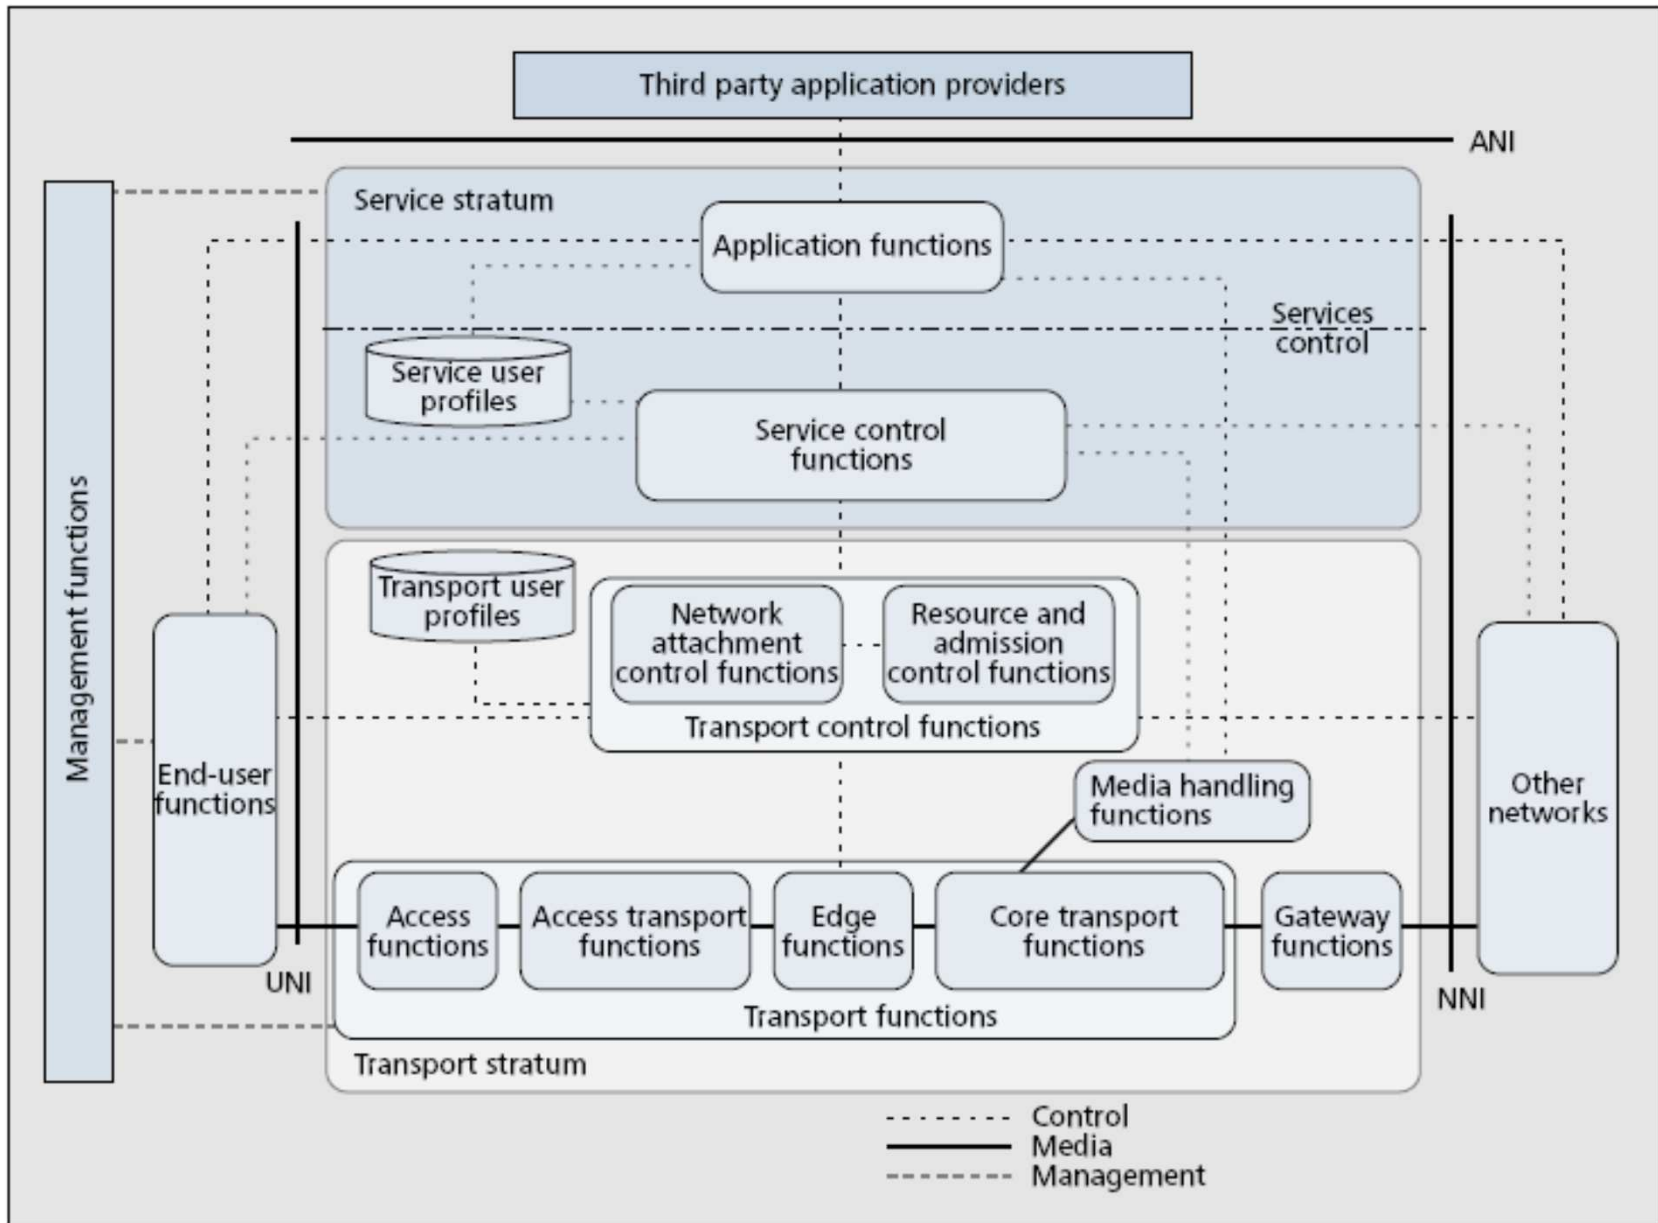 Third party application providers
ANI
Service stratum
Application functions
Services
control
Service user
profiles
Service control
functions
Management functions
Transport user
profiles
Network
attachment
control functions
Resource and
admission
control functions
Transport control functions
End-user
functions
Media handling
functions
Other
networks
Access
functions
Access transport
functions
Edge
functions
Core transport
functions
Gateway
functions
UNI
NNI
Transport functions
Transport stratum
Control
Media
Management